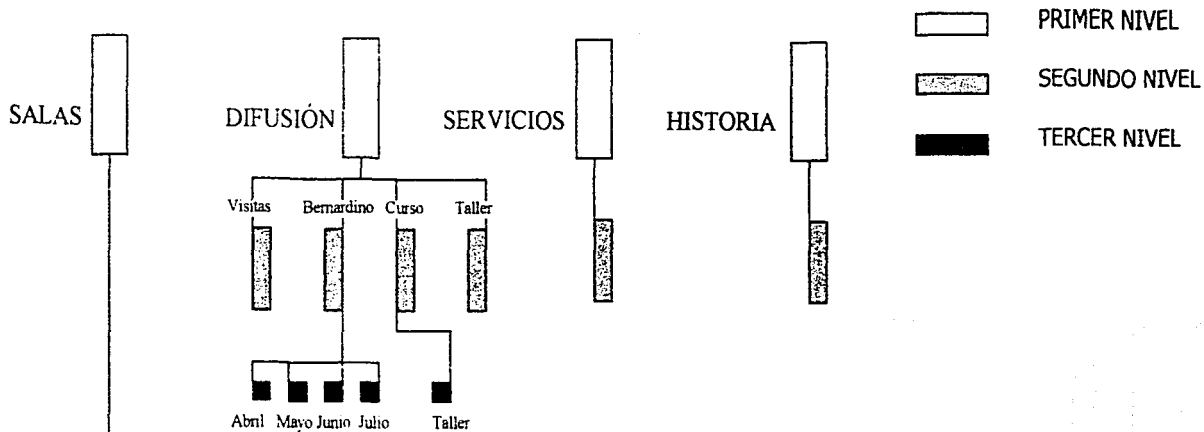 PRIMER NIVEL
SEGUNDO NIVEL
TERCER NIVEL
SALAS
DIFUSIÓN
SERVICIOS
HISTORIA
Visitas
Bernardino
Curso
Taller
Abril
Mayo
Junio
Julio
Taller